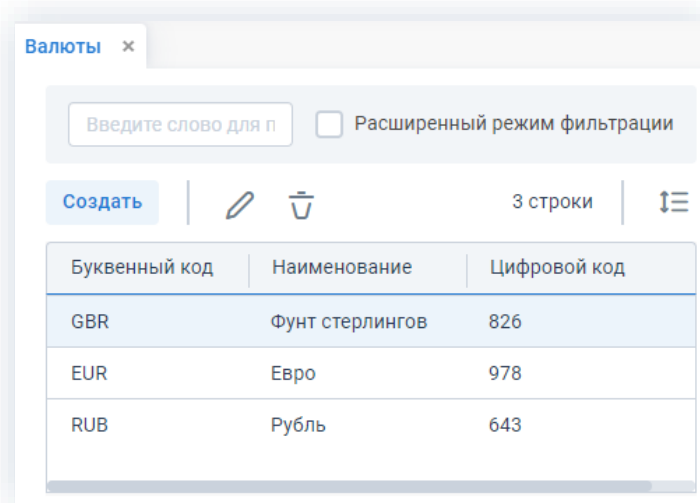 Валюты ×
Введите слово для п Расширенный режим фильтрации
Создать 3 строки
Буквенный код Наименование Цифровой код
GBR Фунт стерлингов 826
EUR Евро 978
RUB Рубль 643